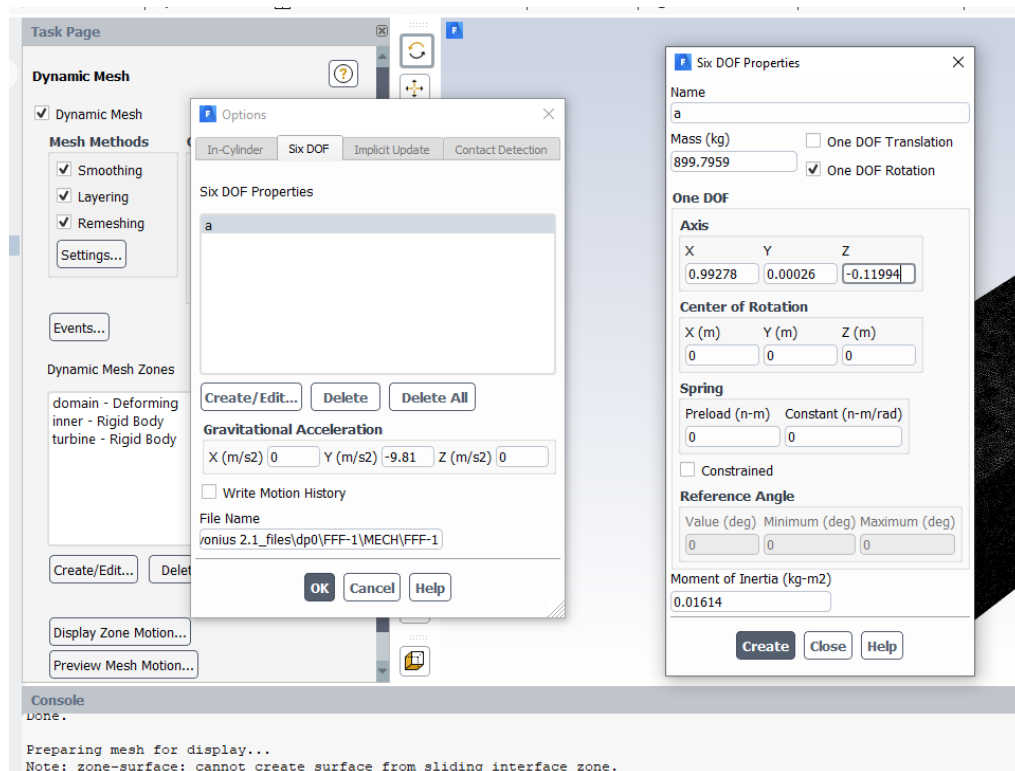 Task Page
Dynamic Mesh
Dynamic Mesh
Mesh Methods
Smoothing
Layering
Remeshing
Settings...
Events...
Dynamic Mesh Zones
domain - Deforming
inner - Rigid Body
turbine - Rigid Body
Create/Edit...
Display Zone Motion...
Preview Mesh Motion...
Options
In-Cylinder Six DOF Implicit Update Contact Detection
Six DOF Properties
a
Create/Edit... Delete Delete All
Gravitational Acceleration
X (m/s2) 0 Y (m/s2) -9.81 Z (m/s2) 0
Write Motion History
File Name
vonius 2.1_files\dp0\FFF-1\MECH\FFF-1
OK Cancel Help
Six DOF Properties
Name
a
Mass (kg) One DOF Translation
899.7959 One DOF Rotation
One DOF
Axis
X Y Z
0.99278 0.00026 -0.11994
Center of Rotation
X (m) Y (m) Z (m)
0 0 0
Spring
Preload (n-m) Constant (n-m/rad)
0 0
Constrained
Reference Angle
Value (deg) Minimum (deg) Maximum (deg)
0 0 0
Moment of Inertia (kg-m2)
0.01614
Create Close Help
Console
Done.
Preparing mesh for display...
Note: zone-surface: cannot create surface from sliding interface zone.